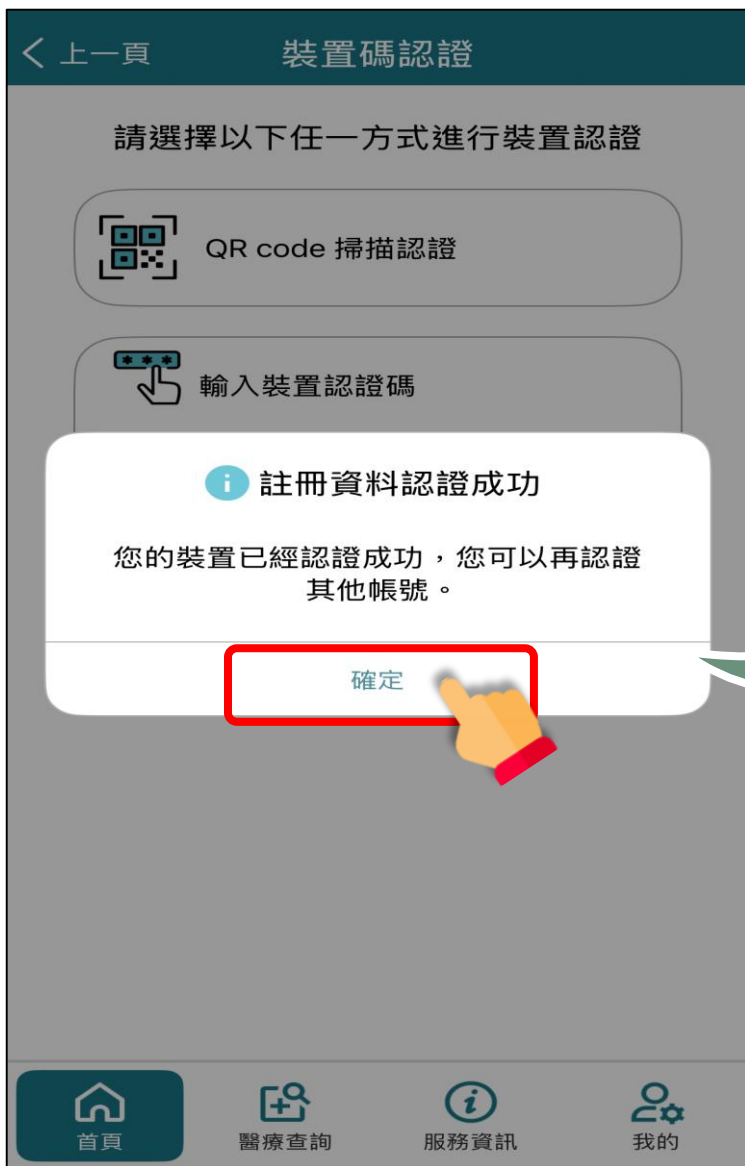 上一頁
裝置碼認證
請選擇以下任一方式進行裝置認證
QR code 掃描認證
***
輸入裝置認證碼
i 註冊資料認證成功
您的裝置已經認證成功，您可以再認證
其他帳號。
確定
首頁
醫療查詢
i
服務資訊
我的